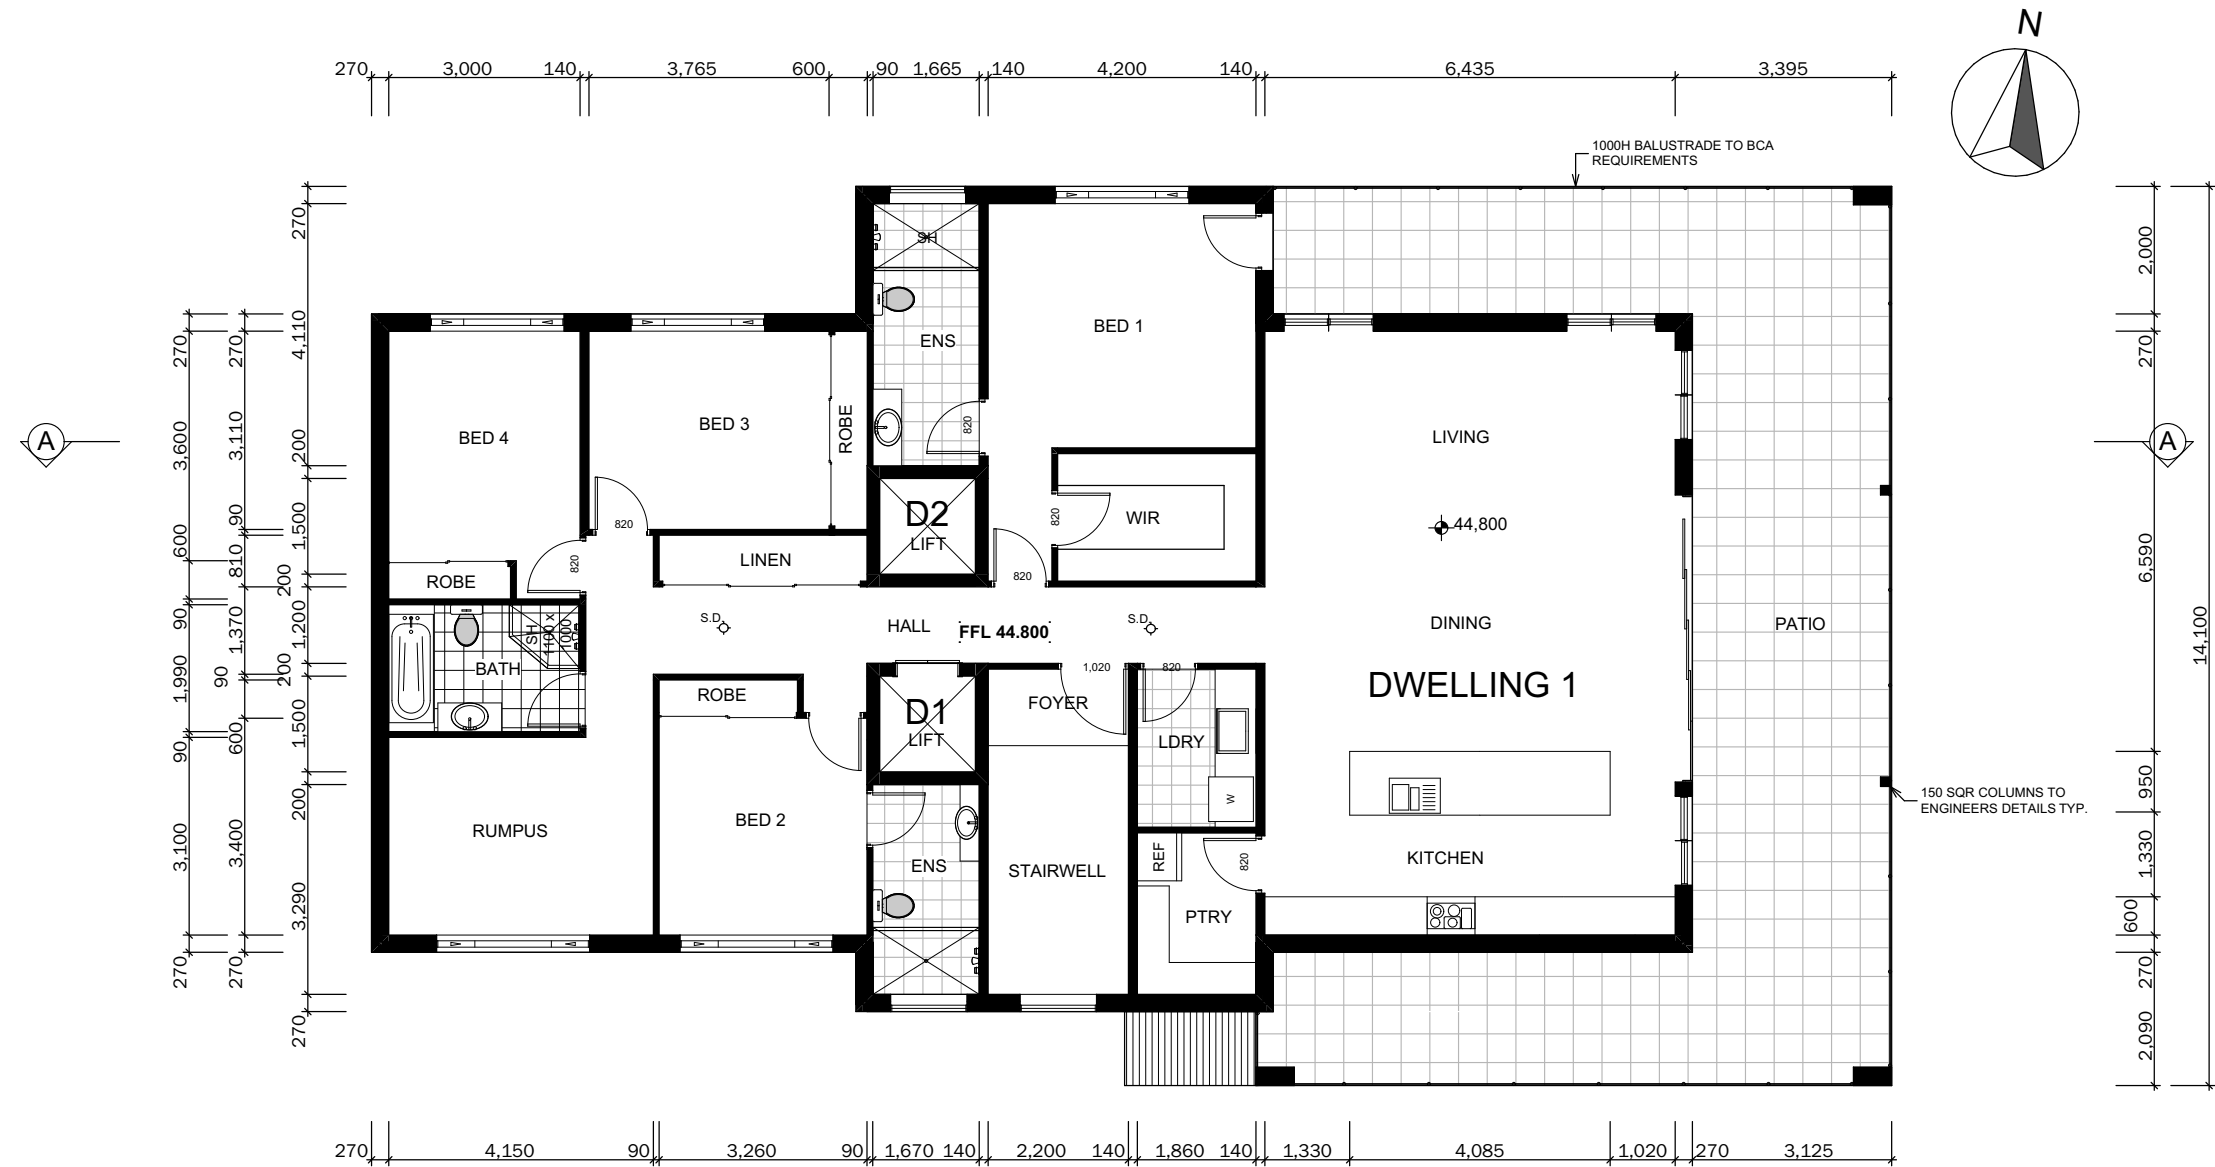 N
270 3,000 140 3,765 600 90 1,665 140 4,200 140 6,435 3,395
1000H BALUSTRADE TO BCA
REQUIREMENTS
270
4,110
200
1,500
200
1,200
200
1,500
200
3,290
270
270
3,110
90
810
1,370
90
600
3,400
270
270
3,600
600
90
1,990
90
3,100
270
2,000
270
6,590
950
1,330
600
270
2,090
14,100
A
A
SH
ENS
BED 1
BED 4
BED 3
ROBE
820
LIVING
D2
LIFT
WIR
820
820
44,800
820
LINEN
820
ROBE
SH
1100 x
1000
BATH
S.D.
HALL
FFL 44.800
S.D.
DINING
PATIO
1,020
820
DWELLING 1
ROBE
D1
LIFT
FOYER
LDRY
W
150 SQR COLUMNS TO
ENGINEERS DETAILS TYP.
RUMPUS
BED 2
ENS
STAIRWELL
REF
820
KITCHEN
PTRY
270 4,150 90 3,260 90 1,670 140 2,200 140 1,860 140 1,330 4,085 1,020 270 3,125